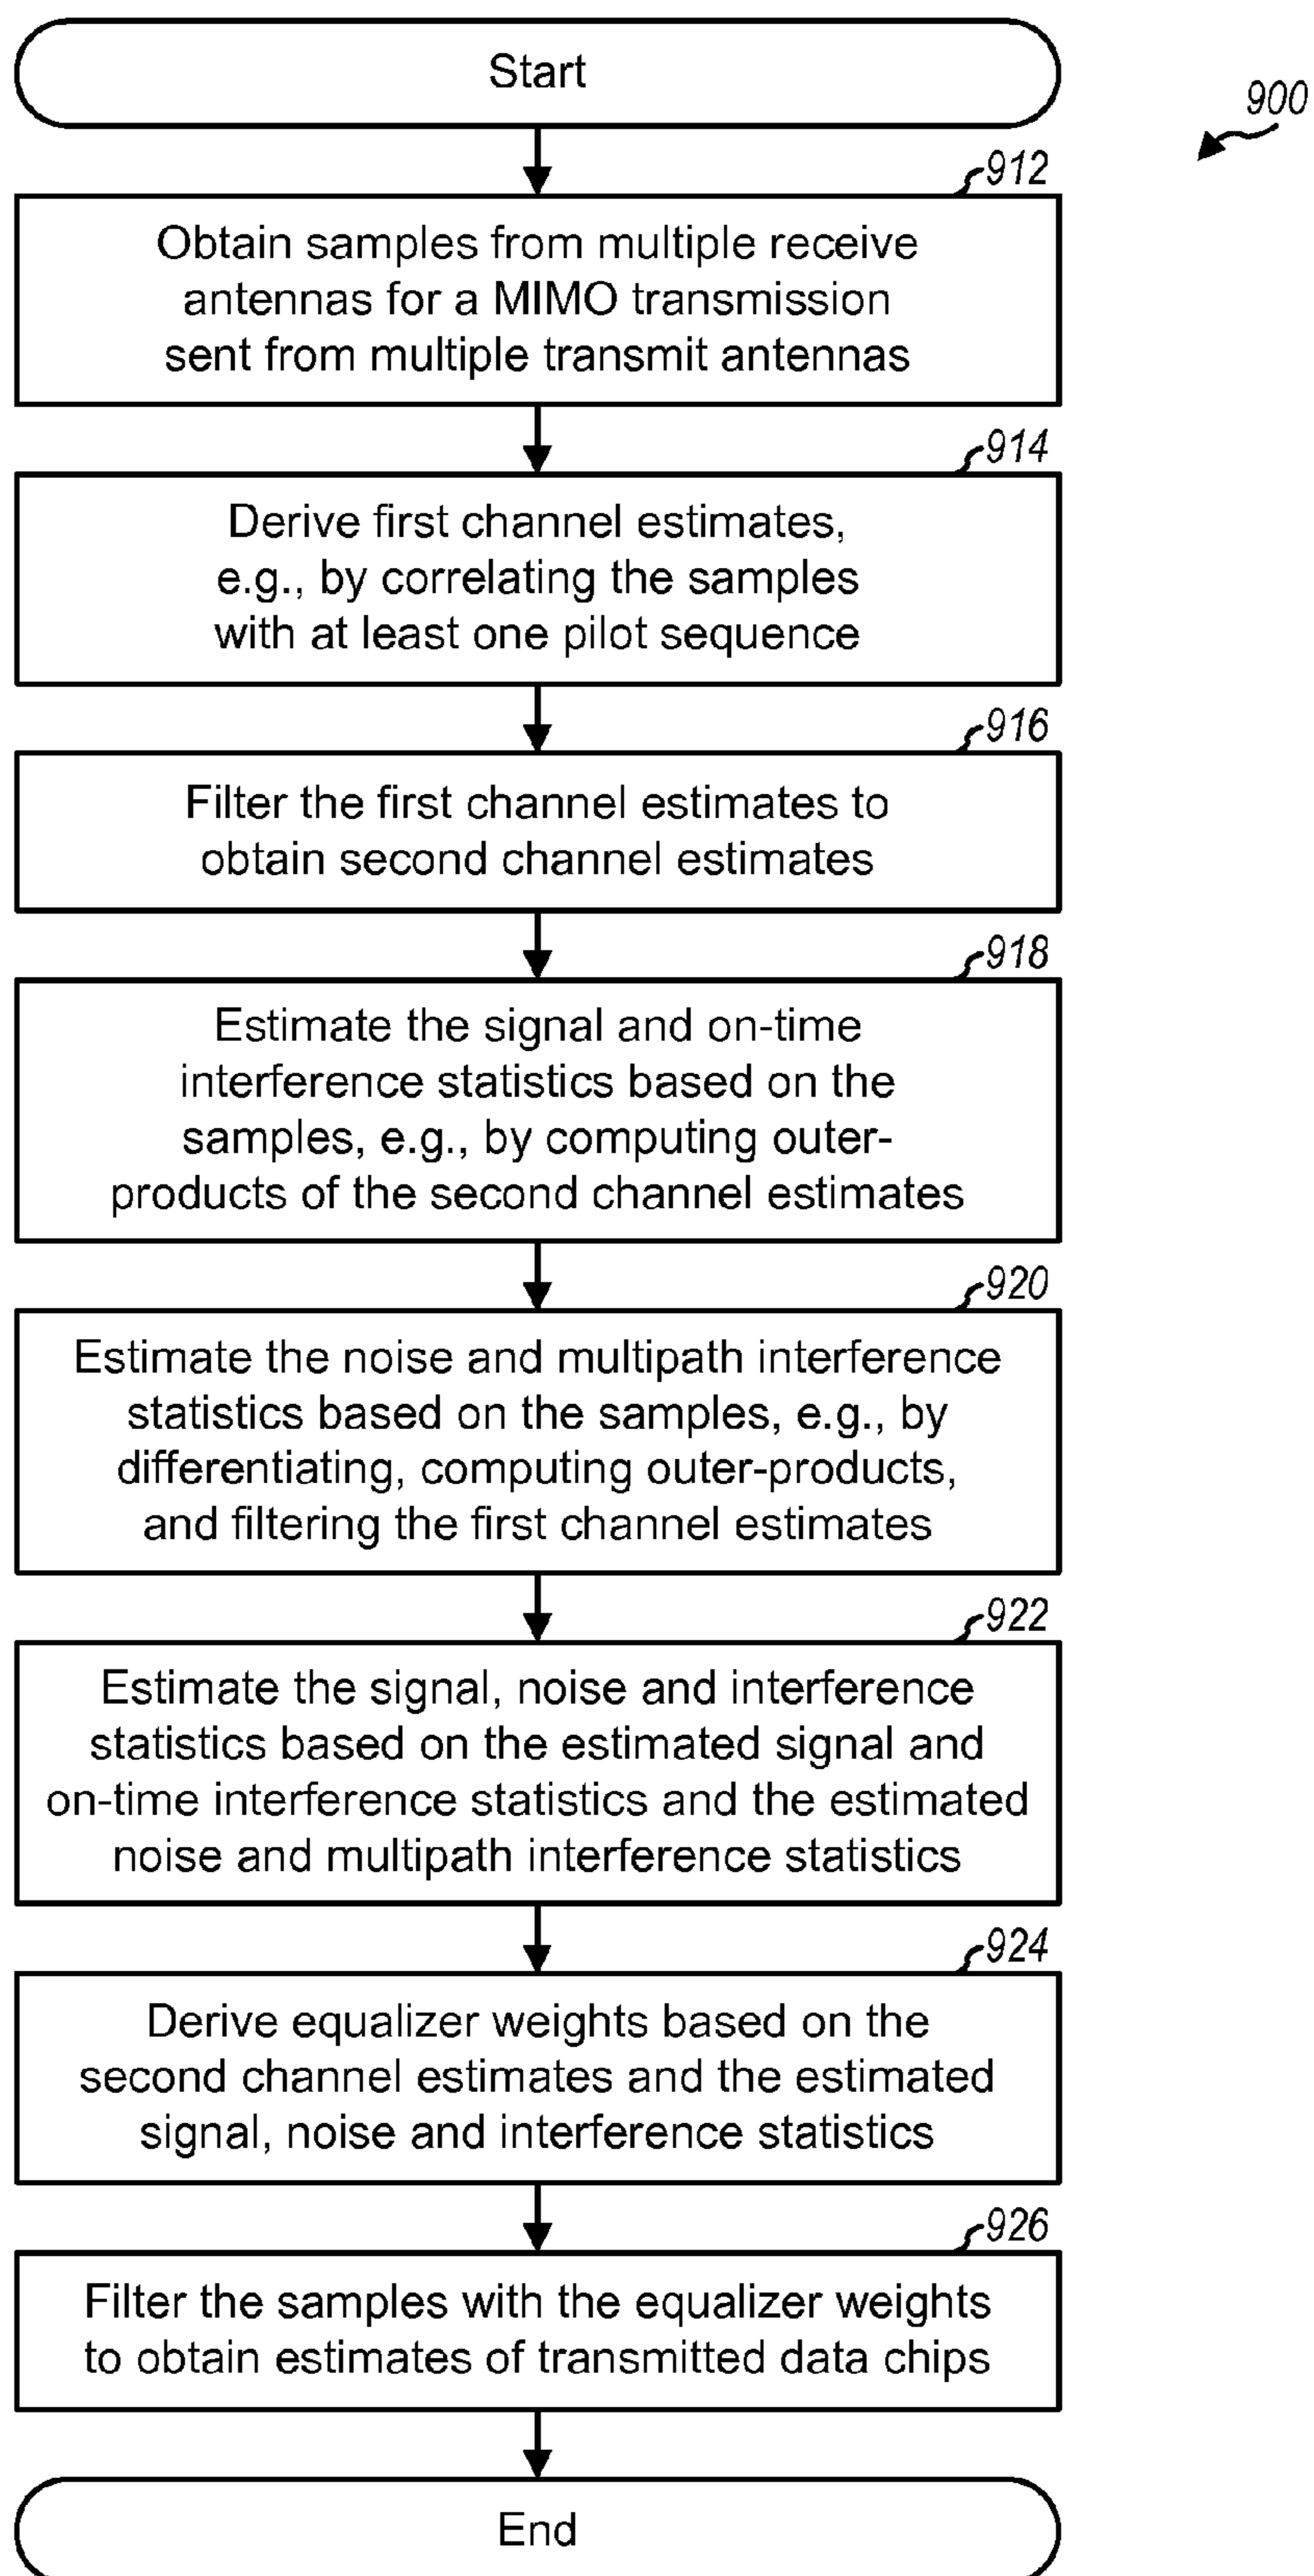 Start
900
912
Obtain samples from multiple receive
antennas for a MIMO transmission
sent from multiple transmit antennas
914
Derive first channel estimates,
e.g., by correlating the samples
with at least one pilot sequence
916
Filter the first channel estimates to
obtain second channel estimates
918
Estimate the signal and on-time
interference statistics based on the
samples, e.g., by computing outer-
products of the second channel estimates
920
Estimate the noise and multipath interference
statistics based on the samples, e.g., by
differentiating, computing outer-products,
and filtering the first channel estimates
922
Estimate the signal, noise and interference
statistics based on the estimated signal and
on-time interference statistics and the estimated
noise and multipath interference statistics
924
Derive equalizer weights based on the
second channel estimates and the estimated
signal, noise and interference statistics
926
Filter the samples with the equalizer weights
to obtain estimates of transmitted data chips
End